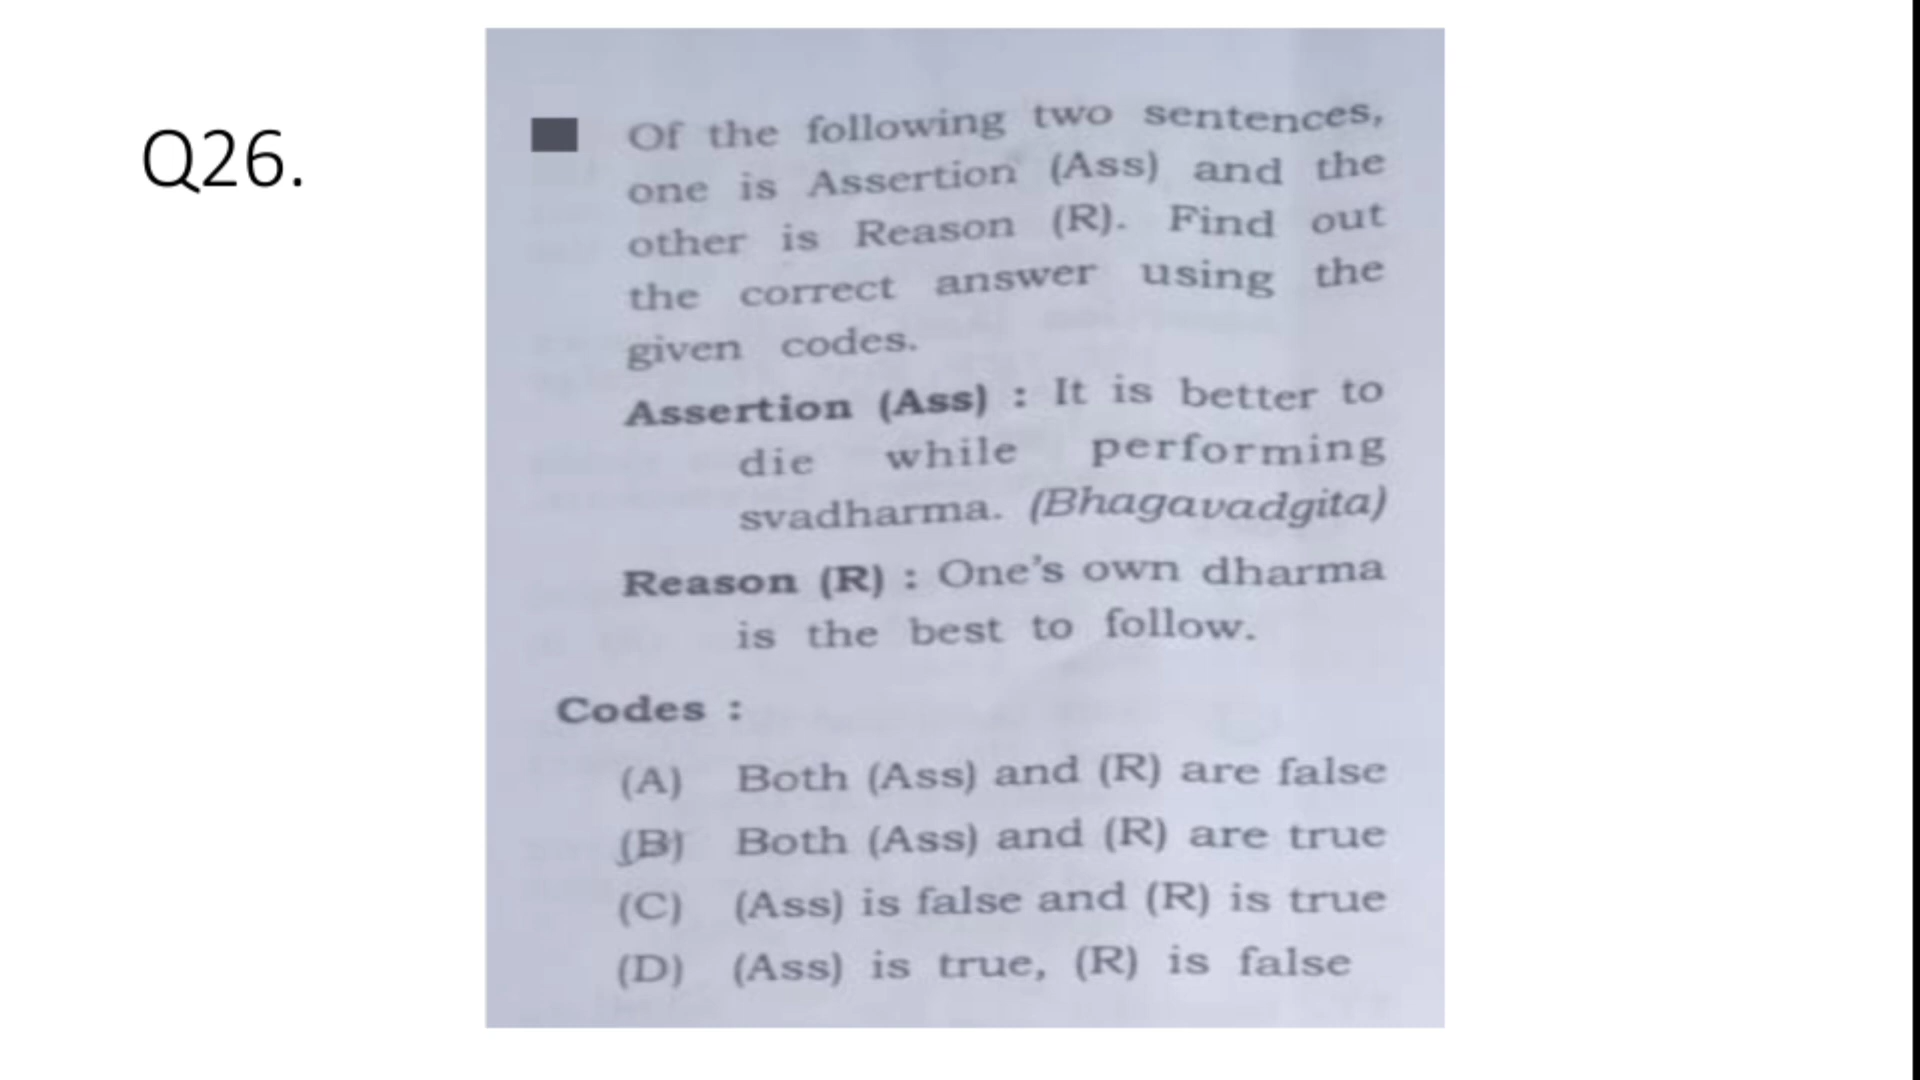 Q26.
Of the following two sentences,
one is Assertion (Ass) and the
other is Reason (R). Find out
the correct answer using the
given codes.
Assertion (Ass) : It is better to
die while performing
svadharma. (Bhagavadgita)
Reason (R) : One's own dharma
is the best to follow.
Codes :
(A) Both (Ass) and (R) are false
(B) Both (Ass) and (R) are true
(C) (Ass) is false and (R) is true
(D) (Ass) is true, (R) is false